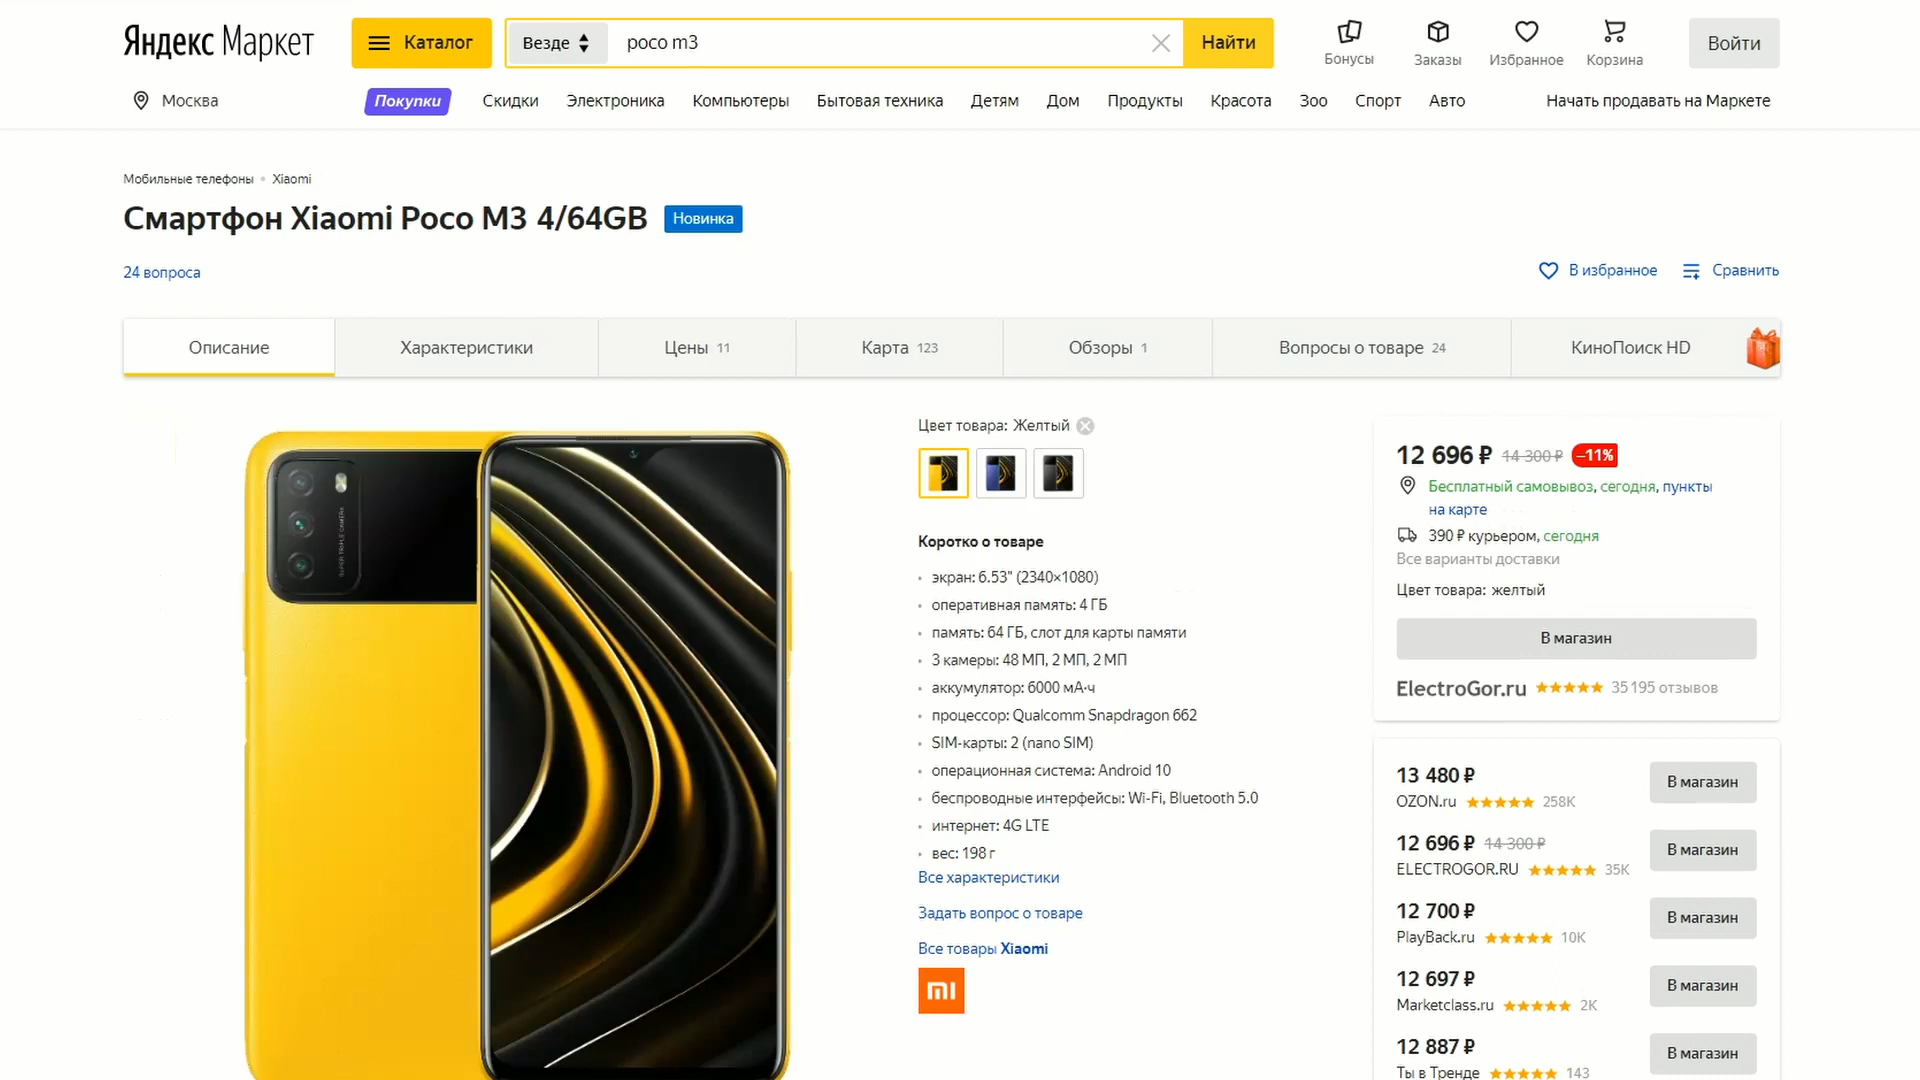 Яндекс Маркет
Каталог
Везде
poco m3
Найти
Бонусы
Заказы
Избранное
Корзина
Войти
Москва
Покупки
Скидки
Электроника
Компьютеры
Бытовая техника
Детям
Дом
Продукты
Красота
Зоо
Спорт
Авто
Начать продавать на Маркете
Мобильные телефоны • Xiaomi
Смартфон Xiaomi Poco M3 4/64GB
Новинка
24 вопроса
В избранное
Сравнить
Описание
Характеристики
Цены 11
Карта 123
Обзоры 1
Вопросы о товаре 24
КиноПоиск HD
SUPER TRIPLE CAMERA
Цвет товара: Желтый
Коротко о товаре
экран: 6.53" (2340×1080)
оперативная память: 4 ГБ
память: 64 ГБ, слот для карты памяти
3 камеры: 48 МП, 2 МП, 2 МП
аккумулятор: 6000 мА·ч
процессор: Qualcomm Snapdragon 662
SIM-карты: 2 (nano SIM)
операционная система: Android 10
беспроводные интерфейсы: Wi-Fi, Bluetooth 5.0
интернет: 4G LTE
вес: 198 г
Все характеристики
Задать вопрос о товаре
Все товары Xiaomi
mi
12 696 ₽ 14 300 ₽ –11%
Бесплатный самовывоз, сегодня, пункты
на карте
390 ₽ курьером, сегодня
Все варианты доставки
Цвет товара: желтый
В магазин
ElectroGor.ru 35 195 отзывов
13 480 ₽
OZON.ru 258K
В магазин
12 696 ₽ 14 300 ₽
ELECTROGOR.RU 35K
В магазин
12 700 ₽
PlayBack.ru 10K
В магазин
12 697 ₽
Marketclass.ru 2K
В магазин
12 887 ₽
Ты в Тренде 143
В магазин